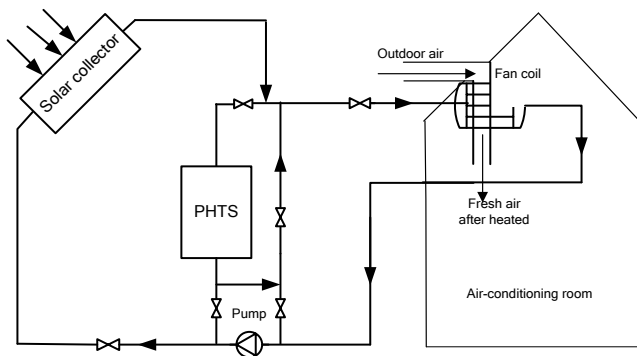 Solar collector
Outdoor air
Fan coil
PHTS
Fresh air
after heated
Pump
Air-conditioning room